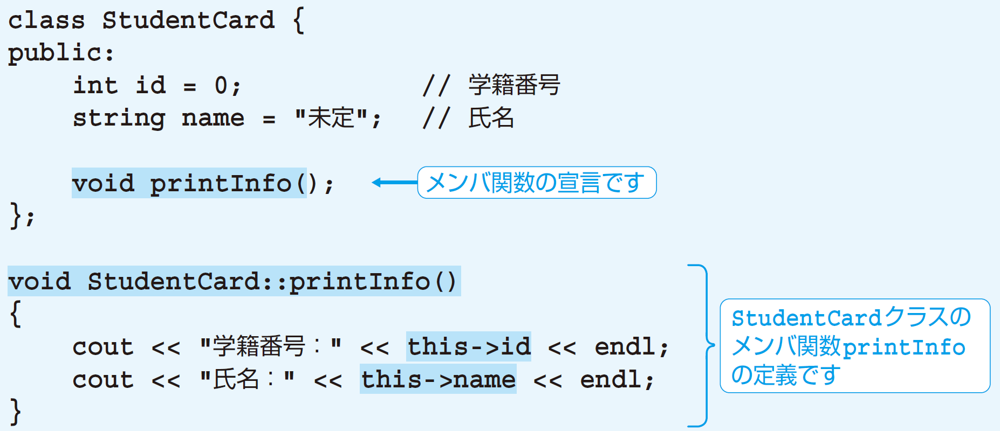 class StudentCard {
public:
    int id = 0;           // 学籍番号
    string name = "未定";  // 氏名

    void printInfo();
メンバ関数の宣言です
};

void StudentCard::printInfo()
{
    cout << "学籍番号：" << this->id << endl;
    cout << "氏名：" << this->name << endl;
}
StudentCardクラスの
メンバ関数printInfo
の定義です